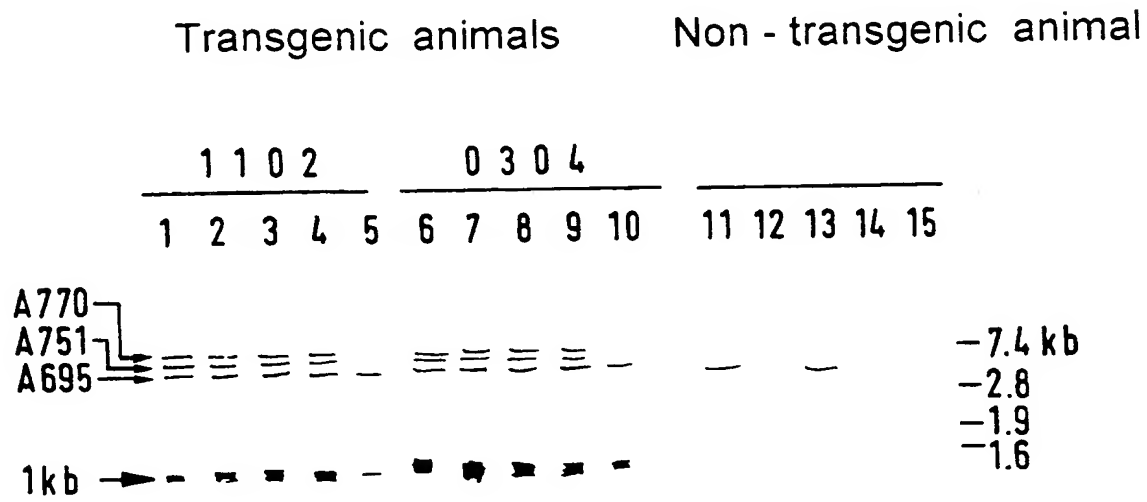 Transgenic animals Non - transgenic animal
1 1 0 2 0 3 0 4
1 2 3 4 5 6 7 8 9 10 11 12 13 14 15
A770
A751
A695
-7.4 kb
-2.8
-1.9
-1.6
1kb